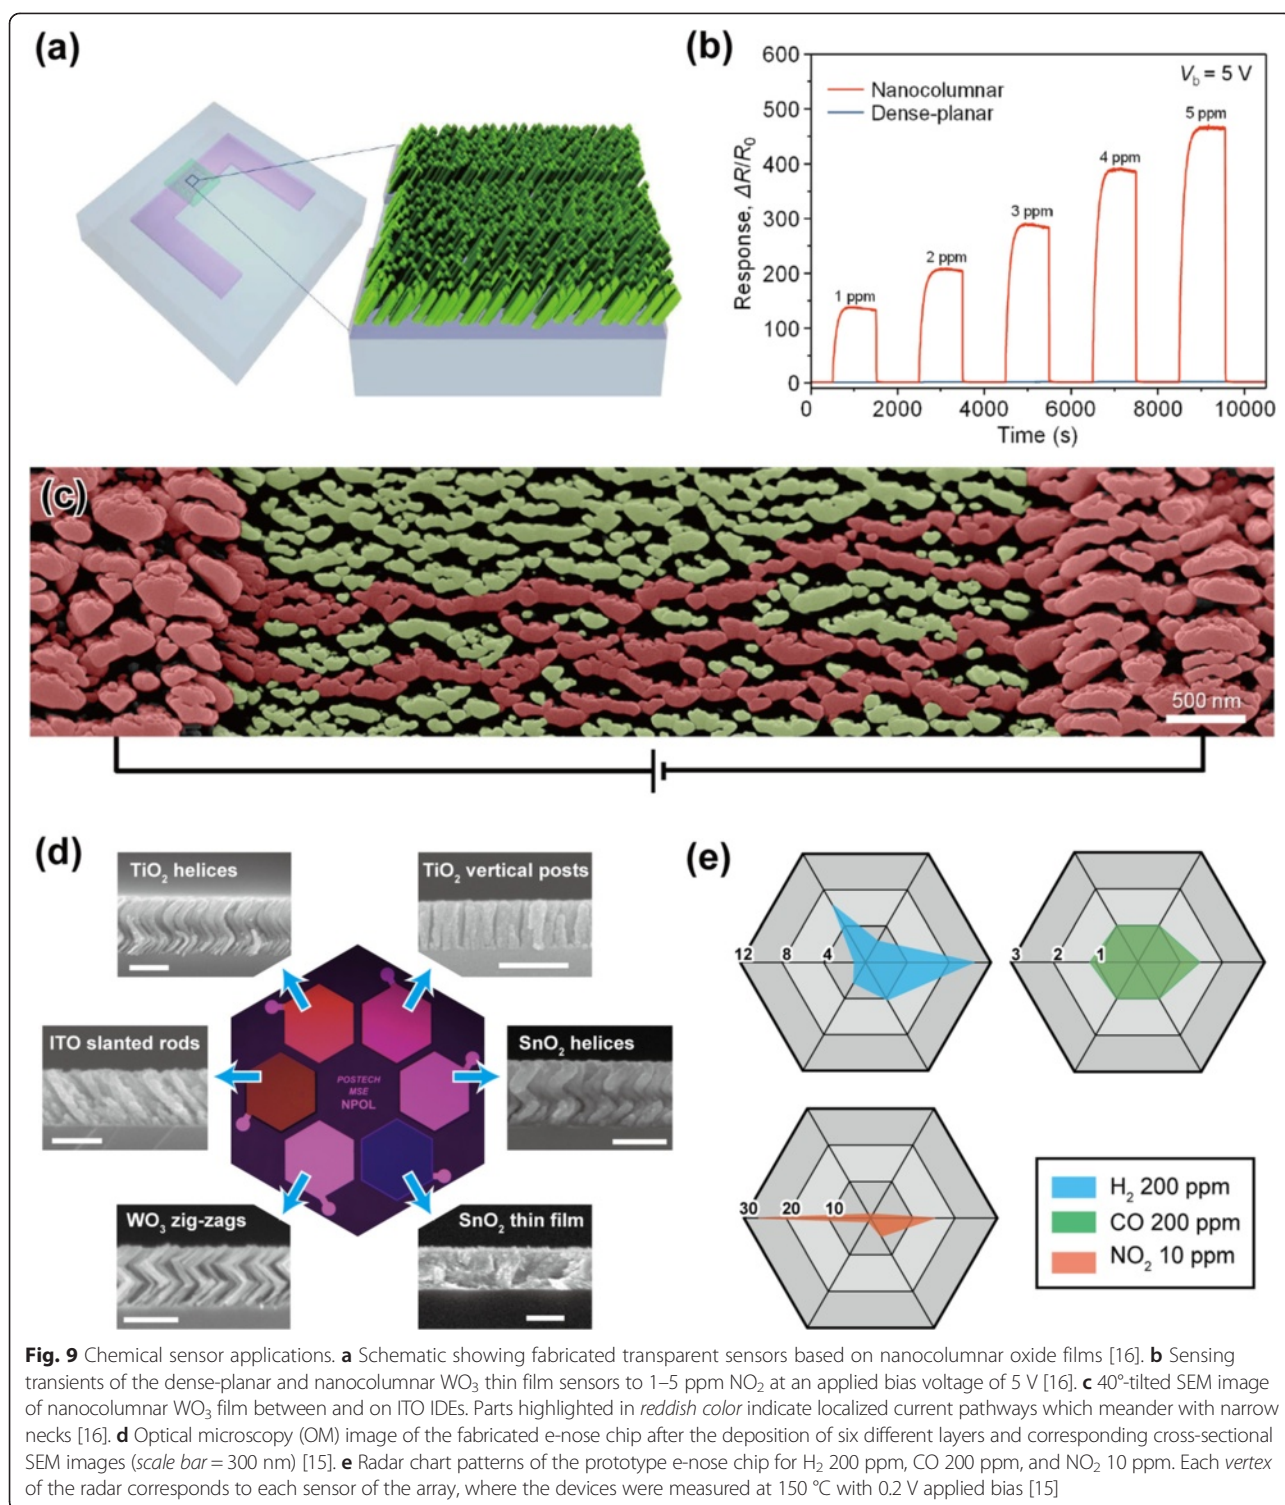 (a)
(b)
600
500
400
300
200
100
0
Response, ΔR/R0
Nanocolumnar
Dense-planar
Vb = 5 V
1 ppm
2 ppm
3 ppm
4 ppm
5 ppm
0 2000 4000 6000 8000 10000
Time (s)
(c)
500 nm
(d)
TiO2 helices
TiO2 vertical posts
ITO slanted rods
SnO2 helices
POSTECH
MSE
NPOL
WO3 zig-zags
SnO2 thin film
(e)
12 8 4
3 2 1
30 20 10
H2 200 ppm
CO 200 ppm
NO2 10 ppm
Fig. 9 Chemical sensor applications. a Schematic showing fabricated transparent sensors based on nanocolumnar oxide films [16]. b Sensing
transients of the dense-planar and nanocolumnar WO3 thin film sensors to 1–5 ppm NO2 at an applied bias voltage of 5 V [16]. c 40°-tilted SEM image
of nanocolumnar WO3 film between and on ITO IDEs. Parts highlighted in reddish color indicate localized current pathways which meander with narrow
necks [16]. d Optical microscopy (OM) image of the fabricated e-nose chip after the deposition of six different layers and corresponding cross-sectional
SEM images (scale bar = 300 nm) [15]. e Radar chart patterns of the prototype e-nose chip for H2 200 ppm, CO 200 ppm, and NO2 10 ppm. Each vertex
of the radar corresponds to each sensor of the array, where the devices were measured at 150 °C with 0.2 V applied bias [15]